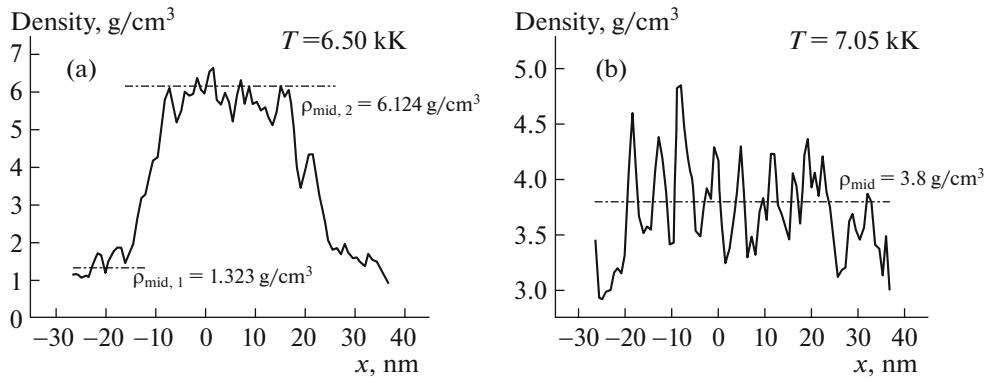 Density, g/cm³
T =6.50 kK
(a)
7
6
5
4
3
2
1
0
ρmid, 2 = 6.124 g/cm³
ρmid, 1 = 1.323 g/cm³
−30 −20 −10 0 10 20 30 40
x, nm
Density, g/cm³
T = 7.05 kK
(b)
5.0
4.5
4.0
3.5
3.0
0
ρmid = 3.8 g/cm³
−30 −20 −10 0 10 20 30 40
x, nm